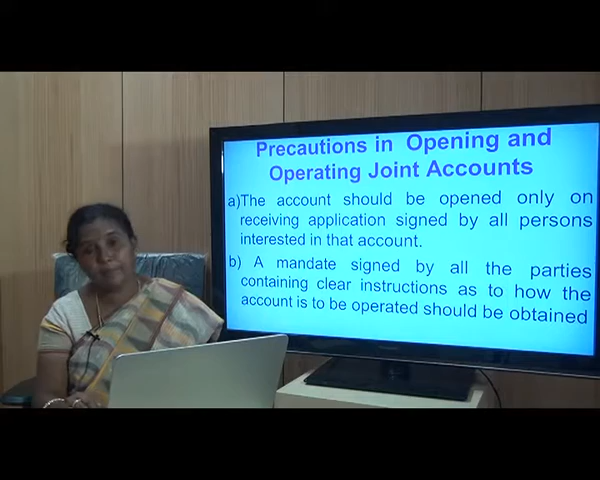 Precautions in Opening and
Operating Joint Accounts
a)The account should be opened only on
receiving application signed by all persons
interested in that account.
b) A mandate signed by all the parties
containing clear instructions as to how the
account is to be operated should be obtained